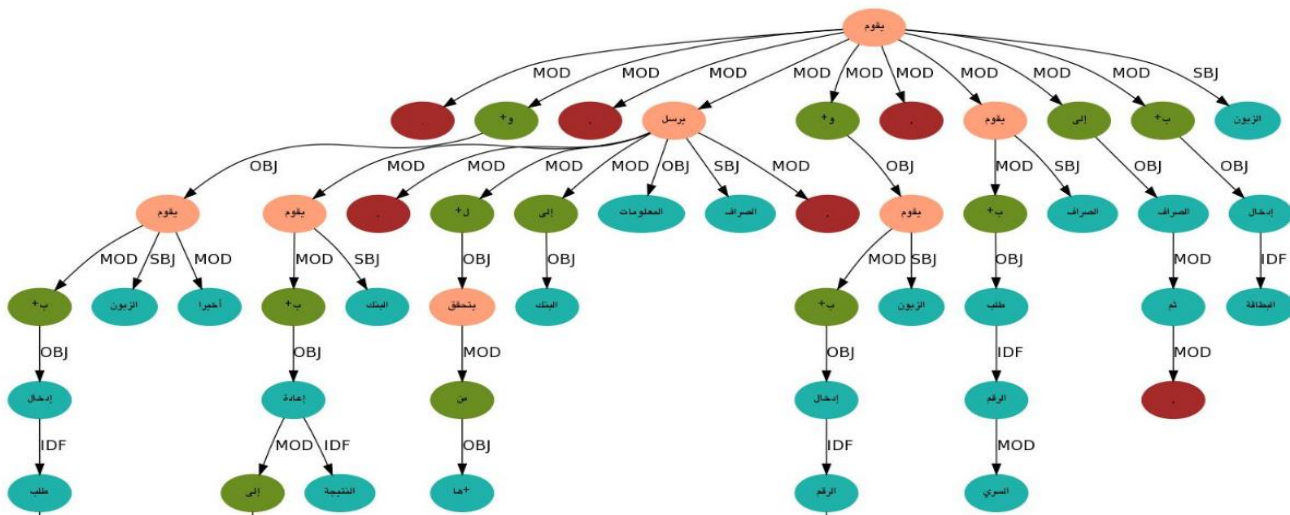 يقوم
MOD MOD MOD MOD MOD MOD MOD MOD MOD SBJ
. و+ , يرسل و+ , يقوم إلى ب+ الزبون
OBJ MOD MOD MOD MOD OBJ SBJ MOD OBJ MOD SBJ OBJ OBJ
يقوم يقوم , ل+ إلى المعلومات الصراف , يقوم ب+ الصراف الصراف إدخال
MOD SBJ MOD MOD SBJ OBJ OBJ MOD SBJ OBJ MOD IDF
ب+ الزبون أخيرا ب+ البنك يتحقق البنك ب+ الزبون طلب ثم البطاقة
OBJ OBJ MOD OBJ IDF MOD
إدخال إعادة من إدخال الرقم ,
IDF MOD IDF OBJ IDF MOD
طلب إلى النتيجة +ها الرقم السري